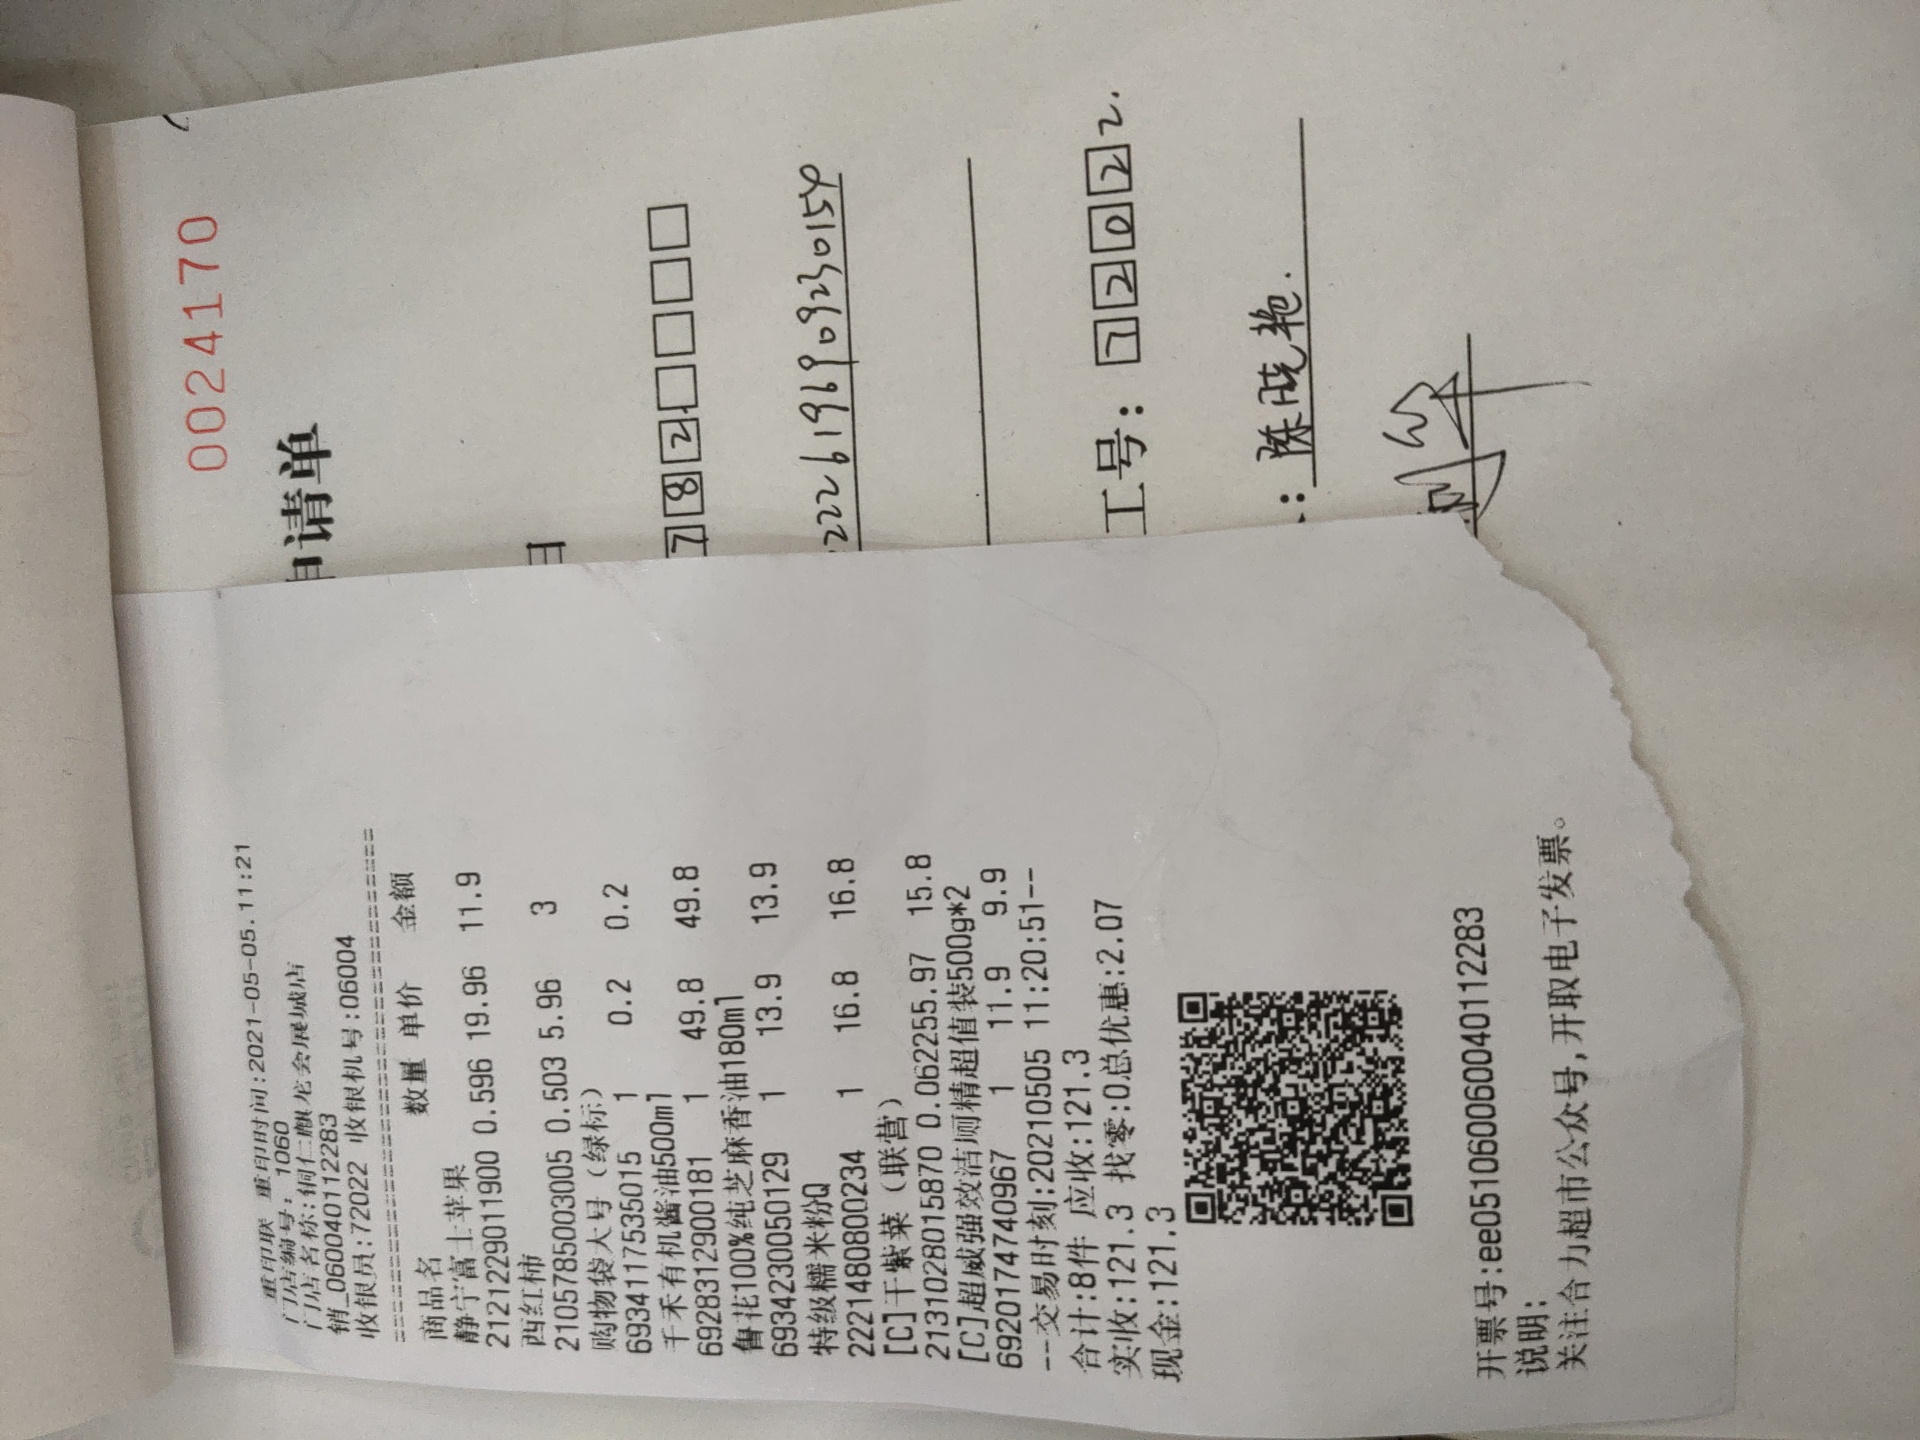 0024170
申请单
日
782
2226196909230154
工号:72022.
:陈晓艳.
重印联 重印时间:2021-05-05.11:21
门店编号: 1060
门店名称:铜仁麒龙会展城店
销_060040112283
收银员:72022 收银机号:06004
商品名 数量 单价 金额
静宁富士苹果
2121229011900 0.596 19.96 11.9
西红柿
2105785003005 0.503 5.96 3
购物袋大号(绿标)
6934117535015 1 0.2 0.2
千禾有机酱油500ml
6928312900181 1 49.8 49.8
鲁花100%纯芝麻香油180ml
6934230050129 1 13.9 13.9
特级糯米粉Q
2221480800234 1 16.8 16.8
[C]干紫菜(联营)
2131028015870 0.062255.97 15.8
[C]超威强效洁厕精超值装500g*2
6920174740967 1 11.9 9.9
--交易时刻:20210505 11:20:51--
合计:8件 应收:121.3
实收:121.3 找零:0总优惠:2.07
现金:121.3
开票号:ee05106006004011 2283
说明:
关注合力超市公众号,开取电子发票。